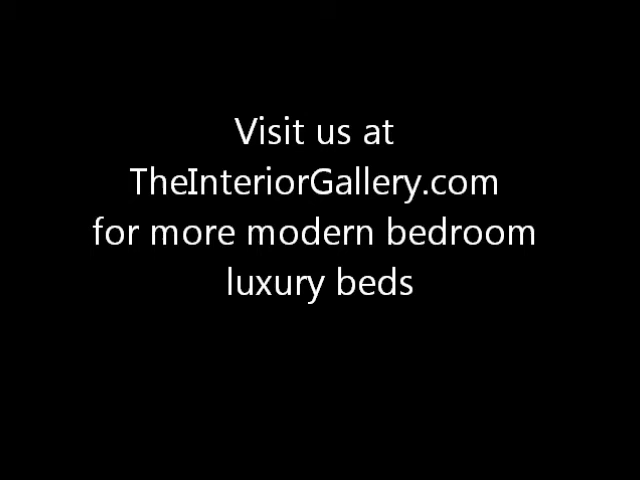 Visit us at
TheInteriorGallery.com
for more modern bedroom
luxury beds